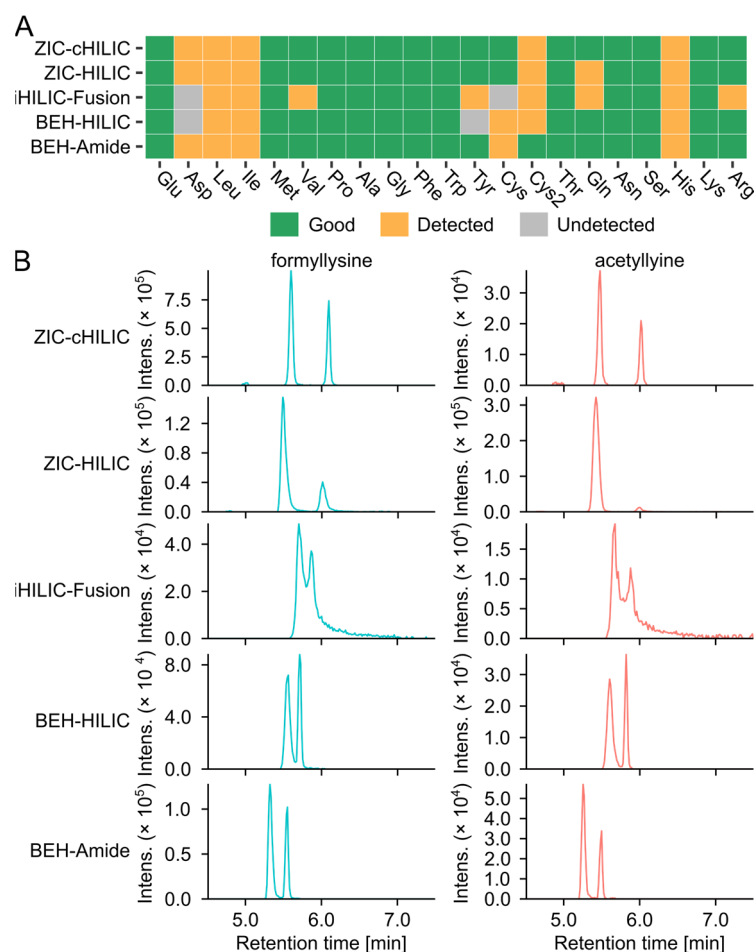 A
ZIC-cHILIC
ZIC-HILIC
iHILIC-Fusion
BEH-HILIC
BEH-Amide
Glu Asp Leu Ile Met Val Pro Ala Gly Phe Trp Tyr Cys Cys2 Thr Gln Asn Ser His Lys Arg
Good Detected Undetected
B
formyllysine acetyllyine
ZIC-cHILIC
Intens. (× 10⁵)
7.5
5.0
2.5
0.0
Intens. (× 10⁴)
3.0
2.0
1.0
0.0
ZIC-HILIC
Intens. (× 10⁵)
1.2
0.8
0.4
0.0
Intens. (× 10⁵)
3.0
2.0
1.0
0.0
iHILIC-Fusion
Intens. (× 10⁴)
4.0
2.0
0.0
Intens. (× 10⁴)
1.5
1.0
0.5
0.0
BEH-HILIC
Intens. (× 10⁴)
8.0
4.0
0.0
Intens. (× 10⁴)
3.0
2.0
1.0
0.0
BEH-Amide
Intens. (× 10⁵)
1.0
0.5
0.0
Intens. (× 10⁴)
5.0
4.0
3.0
2.0
1.0
0.0
5.0 6.0 7.0 5.0 6.0 7.0
Retention time [min] Retention time [min]